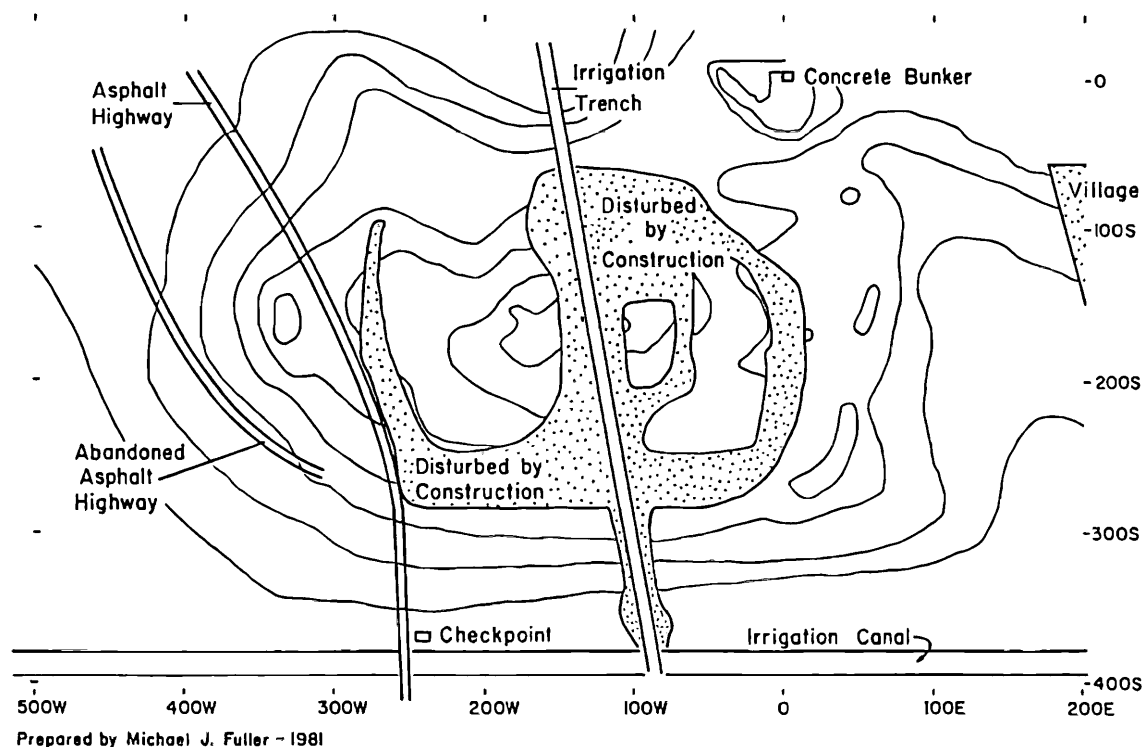 Asphalt
Highway
Irrigation
Trench
Concrete Bunker
-0
Village
Disturbed
by
Construction
-100S
-200S
Abandoned
Asphalt
Highway
Disturbed by
Construction
-300S
Checkpoint
Irrigation Canal
-400S
500W 400W 300W 200W 100W 0 100E 200E
Prepared by Michael J. Fuller - 1981